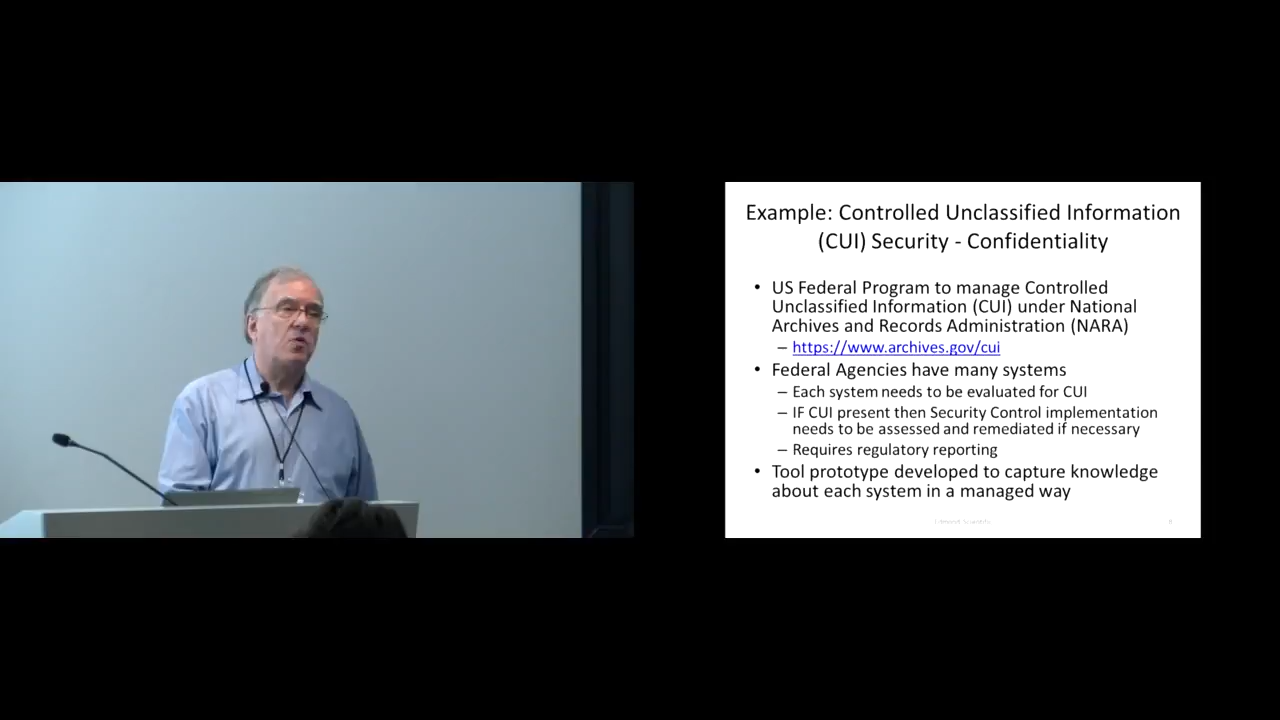 Example: Controlled Unclassified Information
(CUI) Security - Confidentiality
• US Federal Program to manage Controlled
Unclassified Information (CUI) under National
Archives and Records Administration (NARA)
– https://www.archives.gov/cui
• Federal Agencies have many systems
– Each system needs to be evaluated for CUI
– IF CUI present then Security Control implementation
needs to be assessed and remediated if necessary
– Requires regulatory reporting
• Tool prototype developed to capture knowledge
about each system in a managed way